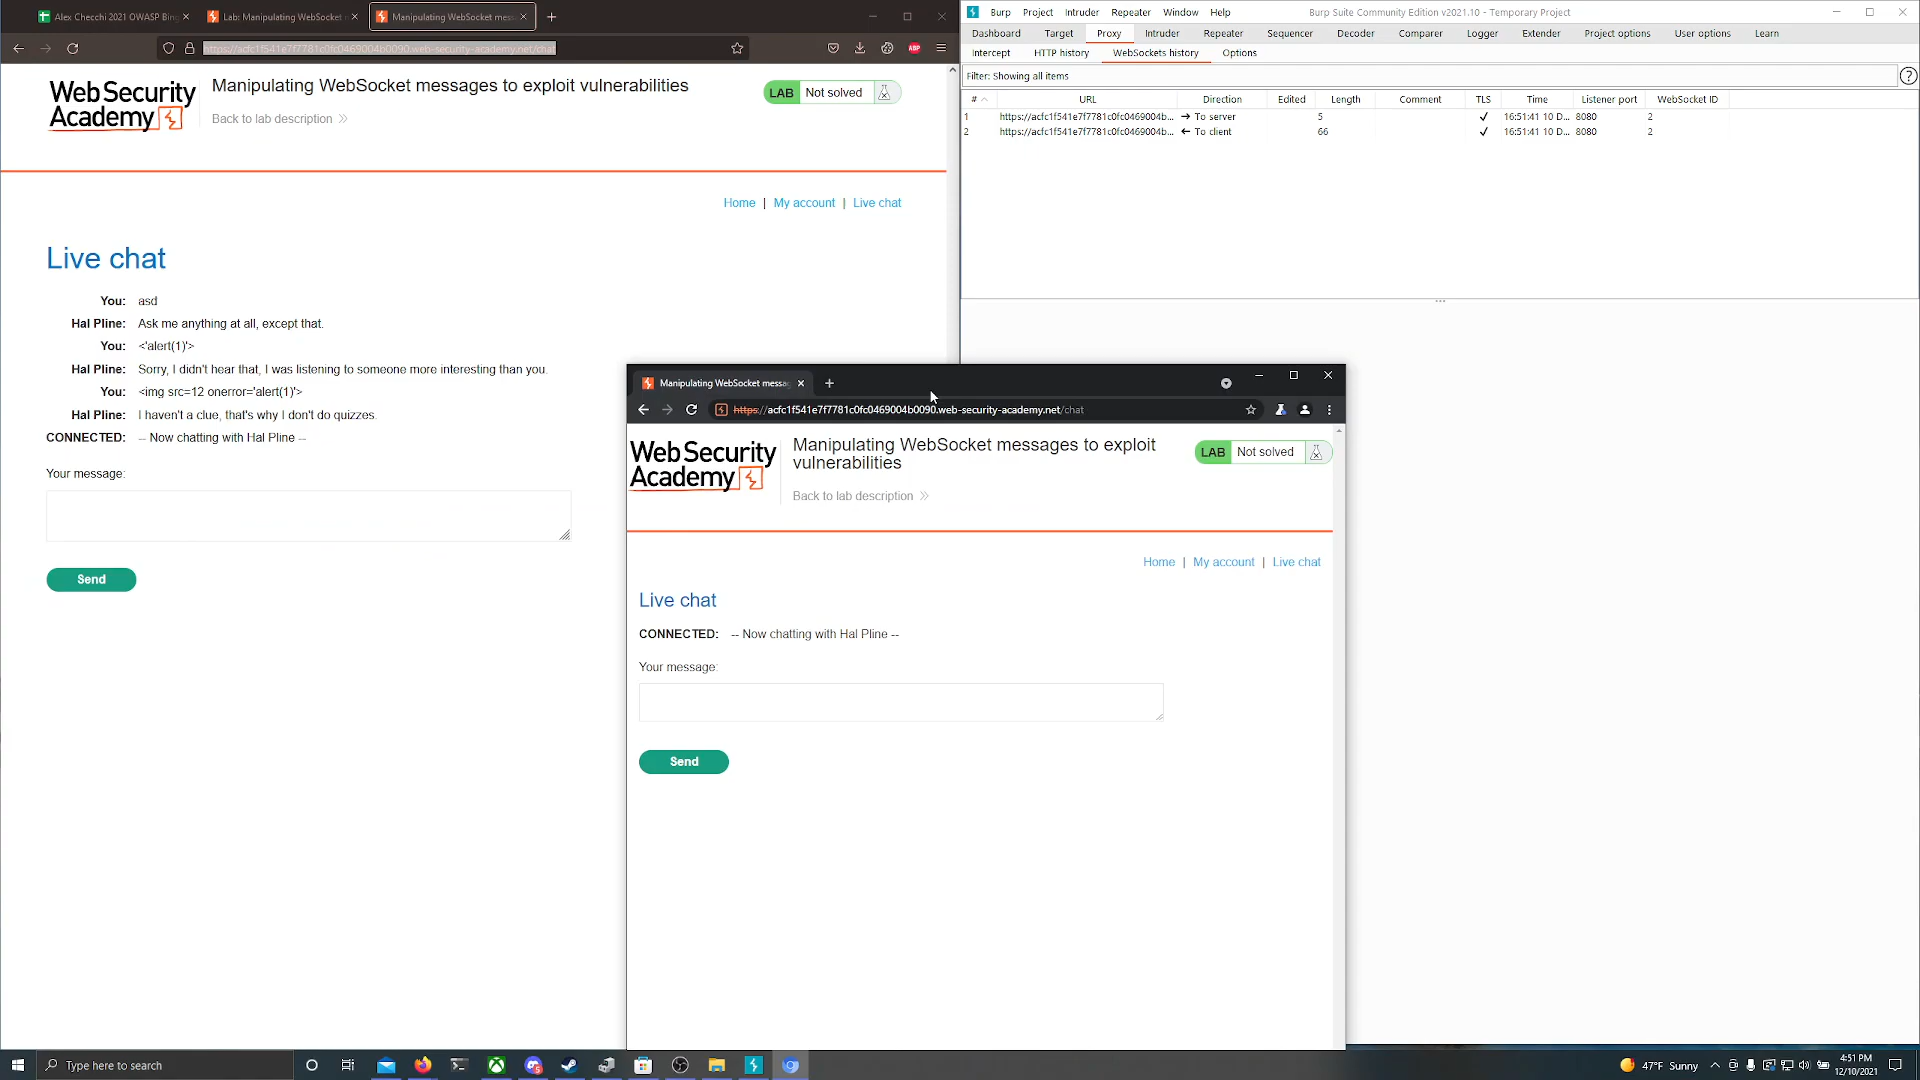 Alex Checchi 2021 OWASP Bing
Lab: Manipulating WebSocket
Manipulating WebSocket mess
https://acfc1f541e7f7781c0fc0469004b0090.web-security-academy.net/chat
ABP
WebSecurity Academy
Manipulating WebSocket messages to exploit vulnerabilities
Back to lab description
LAB Not solved
Home | My account | Live chat
Live chat
You: asd
Hal Pline: Ask me anything at all, except that.
You: <'alert(1)'>
Hal Pline: Sorry, I didn't hear that, I was listening to someone more interesting than you.
You: <img src=12 onerror='alert(1)'>
Hal Pline: I haven't a clue, that's why I don't do quizzes.
CONNECTED: -- Now chatting with Hal Pline --
Your message:
Send
Burp Project Intruder Repeater Window Help
Burp Suite Community Edition v2021.10 - Temporary Project
Dashboard Target Proxy Intruder Repeater Sequencer Decoder Comparer Logger Extender Project options User options Learn
Intercept HTTP history WebSockets history Options
Filter: Showing all items
?
# URL Direction Edited Length Comment TLS Time Listener port WebSocket ID
1 https://acfc1f541e7f7781c0fc0469004b... → To server 5 ✓ 16:51:41 10 D... 8080 2
2 https://acfc1f541e7f7781c0fc0469004b... ← To client 66 ✓ 16:51:41 10 D... 8080 2
Manipulating WebSocket messa
https://acfc1f541e7f7781c0fc0469004b0090.web-security-academy.net/chat
WebSecurity Academy
Manipulating WebSocket messages to exploit
vulnerabilities
Back to lab description
LAB Not solved
Home | My account | Live chat
Live chat
CONNECTED: -- Now chatting with Hal Pline --
Your message:
Send
Type here to search
47°F Sunny
4:51 PM
12/10/2021